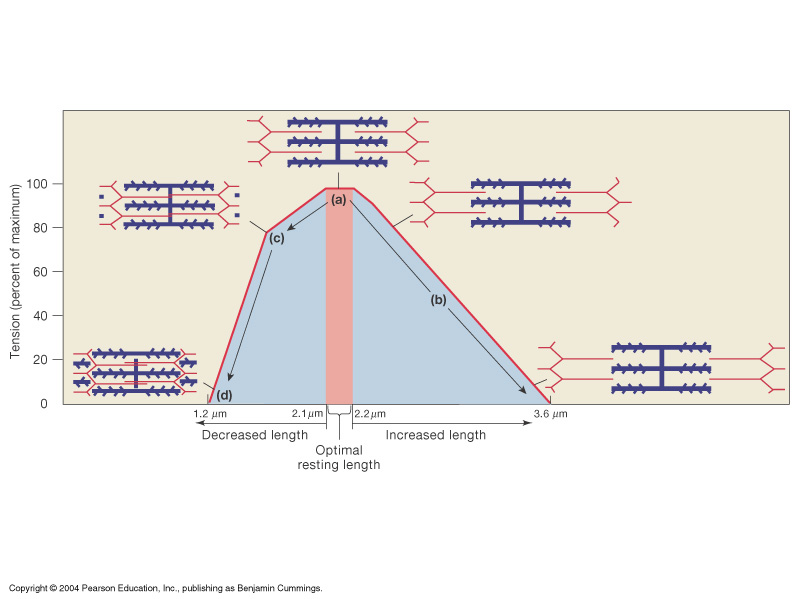 Tension (percent of maximum)
100
80
60
40
20
0
(a)
(c)
(b)
(d)
1.2 µm
2.1 µm
2.2 µm
3.6 µm
Decreased length
Increased length
Optimal
resting length
Copyright © 2004 Pearson Education, Inc., publishing as Benjamin Cummings.